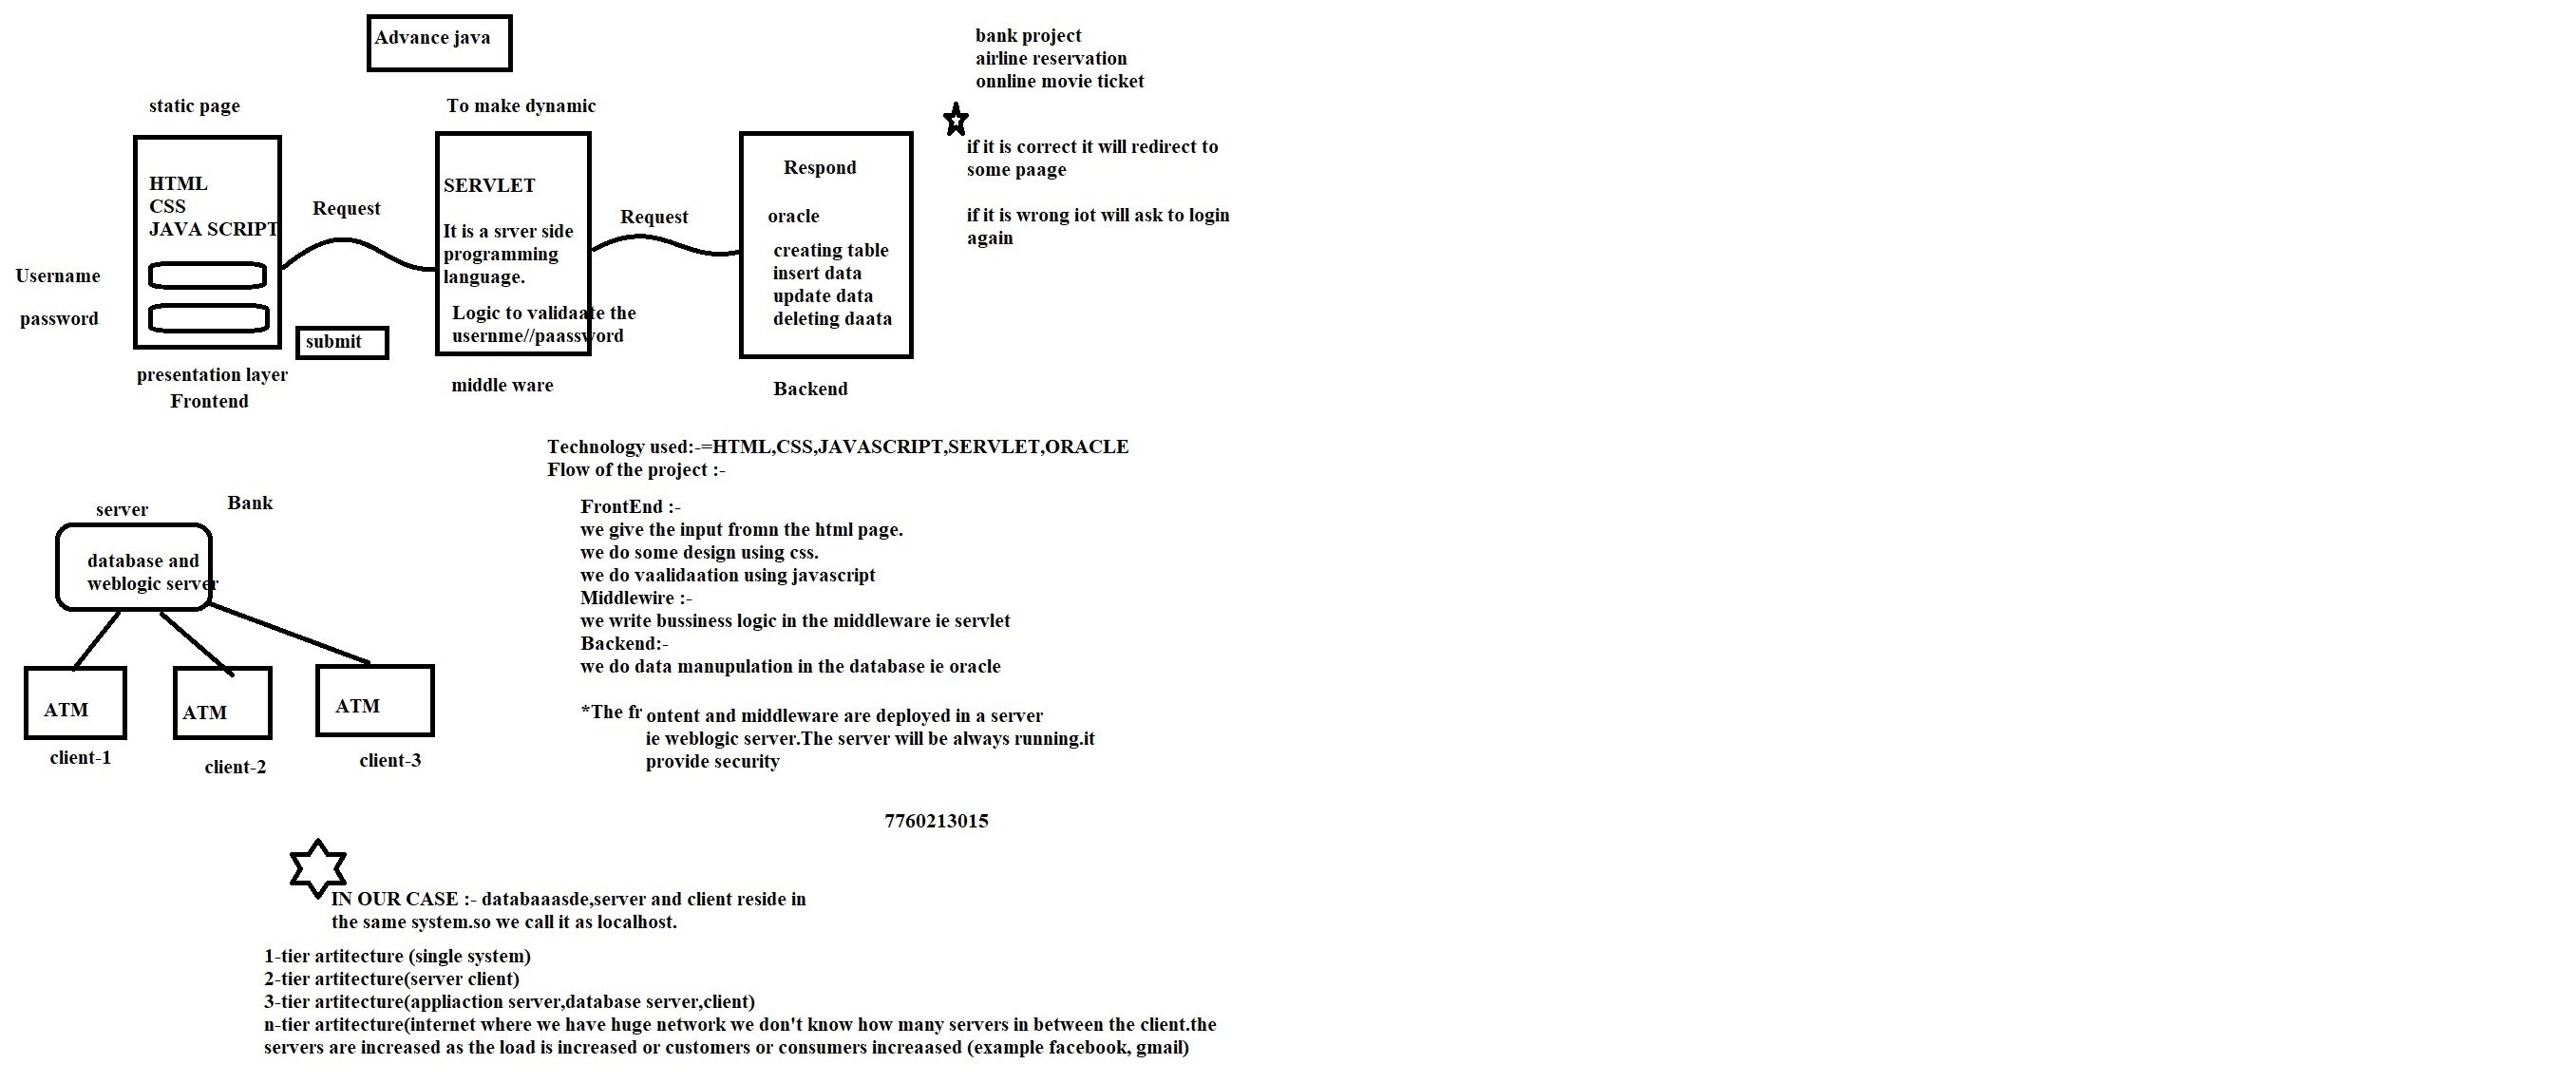 Advance java
bank project
airline reservation
onnline movie ticket
static page
To make dynamic
if it is correct it will redirect to
some paage
if it is wrong iot will ask to login
again
HTML
CSS
JAVA SCRIPT
Username
password
submit
presentation layer
Frontend
Request
SERVLET
It is a srver side
programming
language.
Logic to validaate the
usernme//paassword
middle ware
Request
Respond
oracle
creating table
insert data
update data
deleting daata
Backend
Technology used:-=HTML,CSS,JAVASCRIPT,SERVLET,ORACLE
Flow of the project :-
FrontEnd :-
we give the input fromn the html page.
we do some design using css.
we do vaalidaation using javascript
Middlewire :-
we write bussiness logic in the middleware ie servlet
Backend:-
we do data manupulation in the database ie oracle
*The fr ontent and middleware are deployed in a server
ie weblogic server.The server will be always running.it
provide security
server
Bank
database and
weblogic server
ATM
ATM
ATM
client-1
client-2
client-3
7760213015
IN OUR CASE :- databaaasde,server and client reside in
the same system.so we call it as localhost.
1-tier artitecture (single system)
2-tier artitecture(server client)
3-tier artitecture(appliaction server,database server,client)
n-tier artitecture(internet where we have huge network we don't know how many servers in between the client.the
servers are increased as the load is increased or customers or consumers increaased (example facebook, gmail)